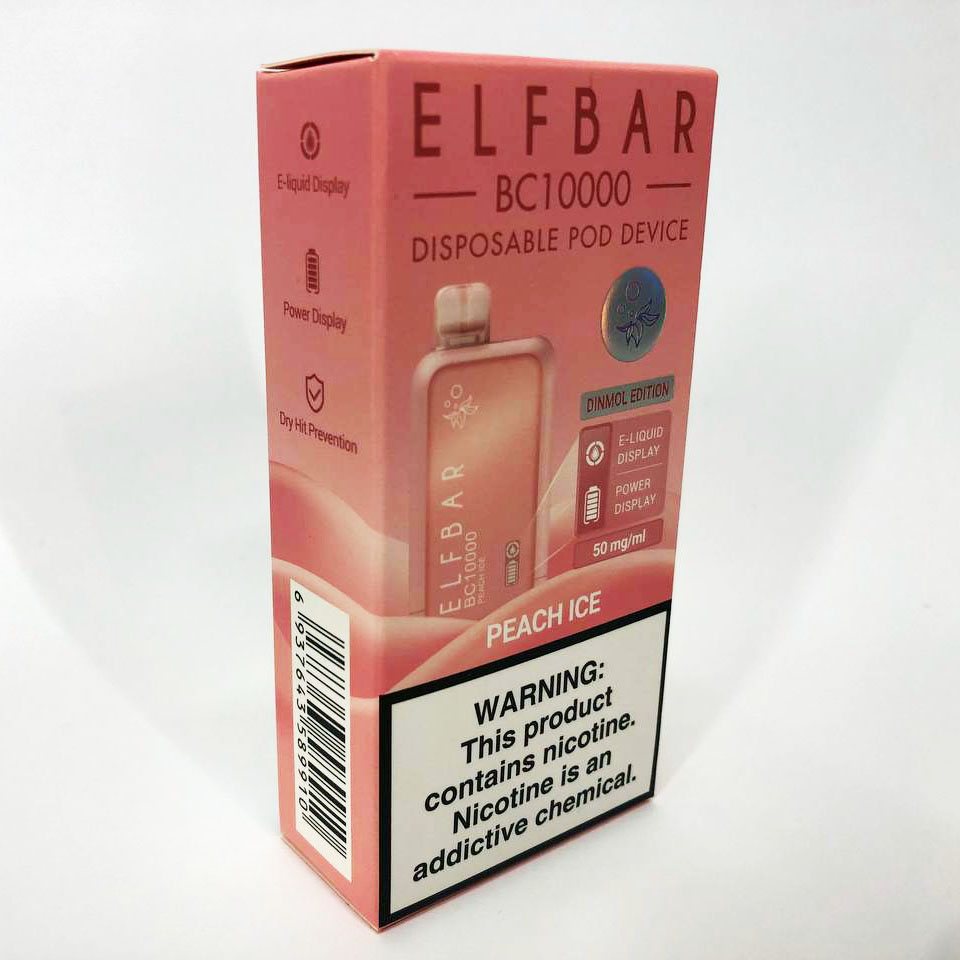 E-liquid Display
Power Display
Dry Hit Prevention
6 937643 589910
ELFBAR
BC10000
DISPOSABLE POD DEVICE
DINMOL EDITION
E-LIQUID
DISPLAY
POWER
DISPLAY
50 mg/ml
ELFBAR
BC10000
PEACH ICE
PEACH ICE
WARNING:
This product
contains nicotine.
Nicotine is an
addictive chemical.